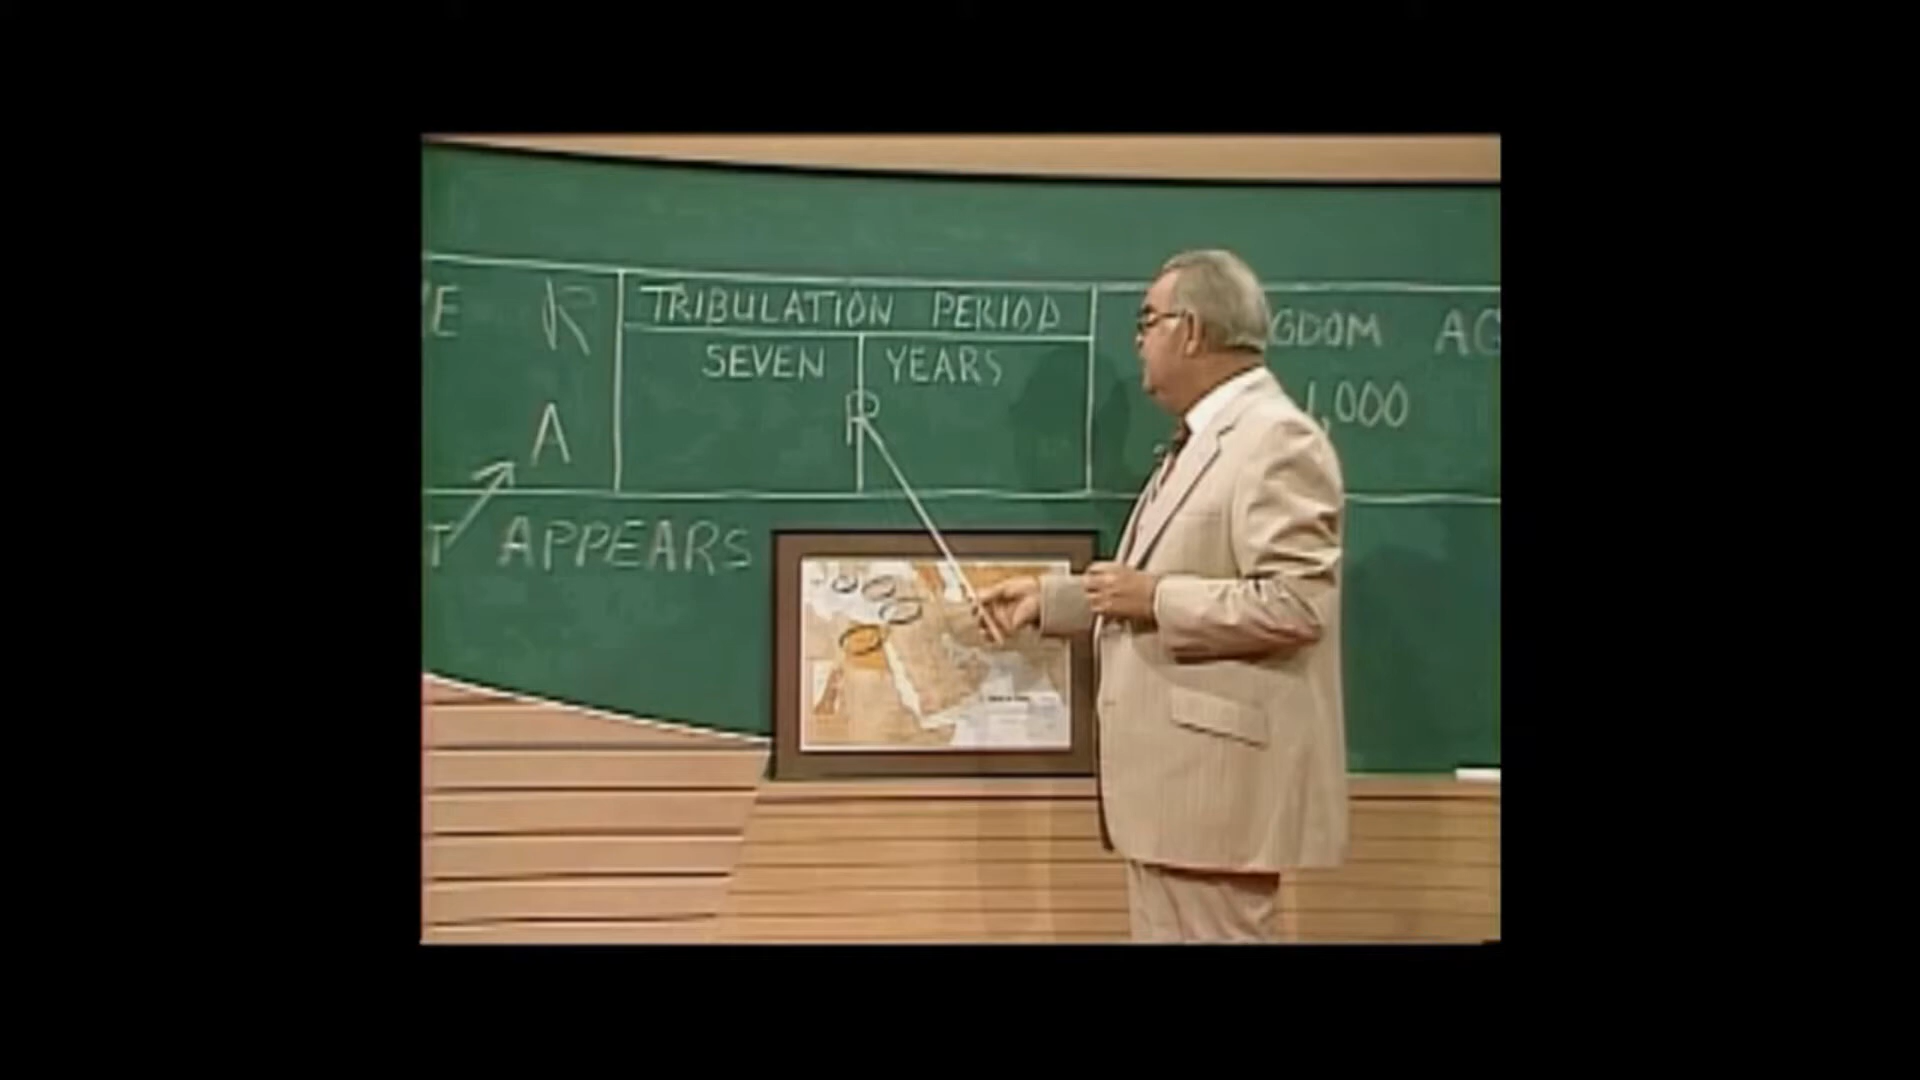 E R
TRIBULATION PERIOD
GDOM AG
SEVEN YEARS
R
1,000
A
T APPEARS